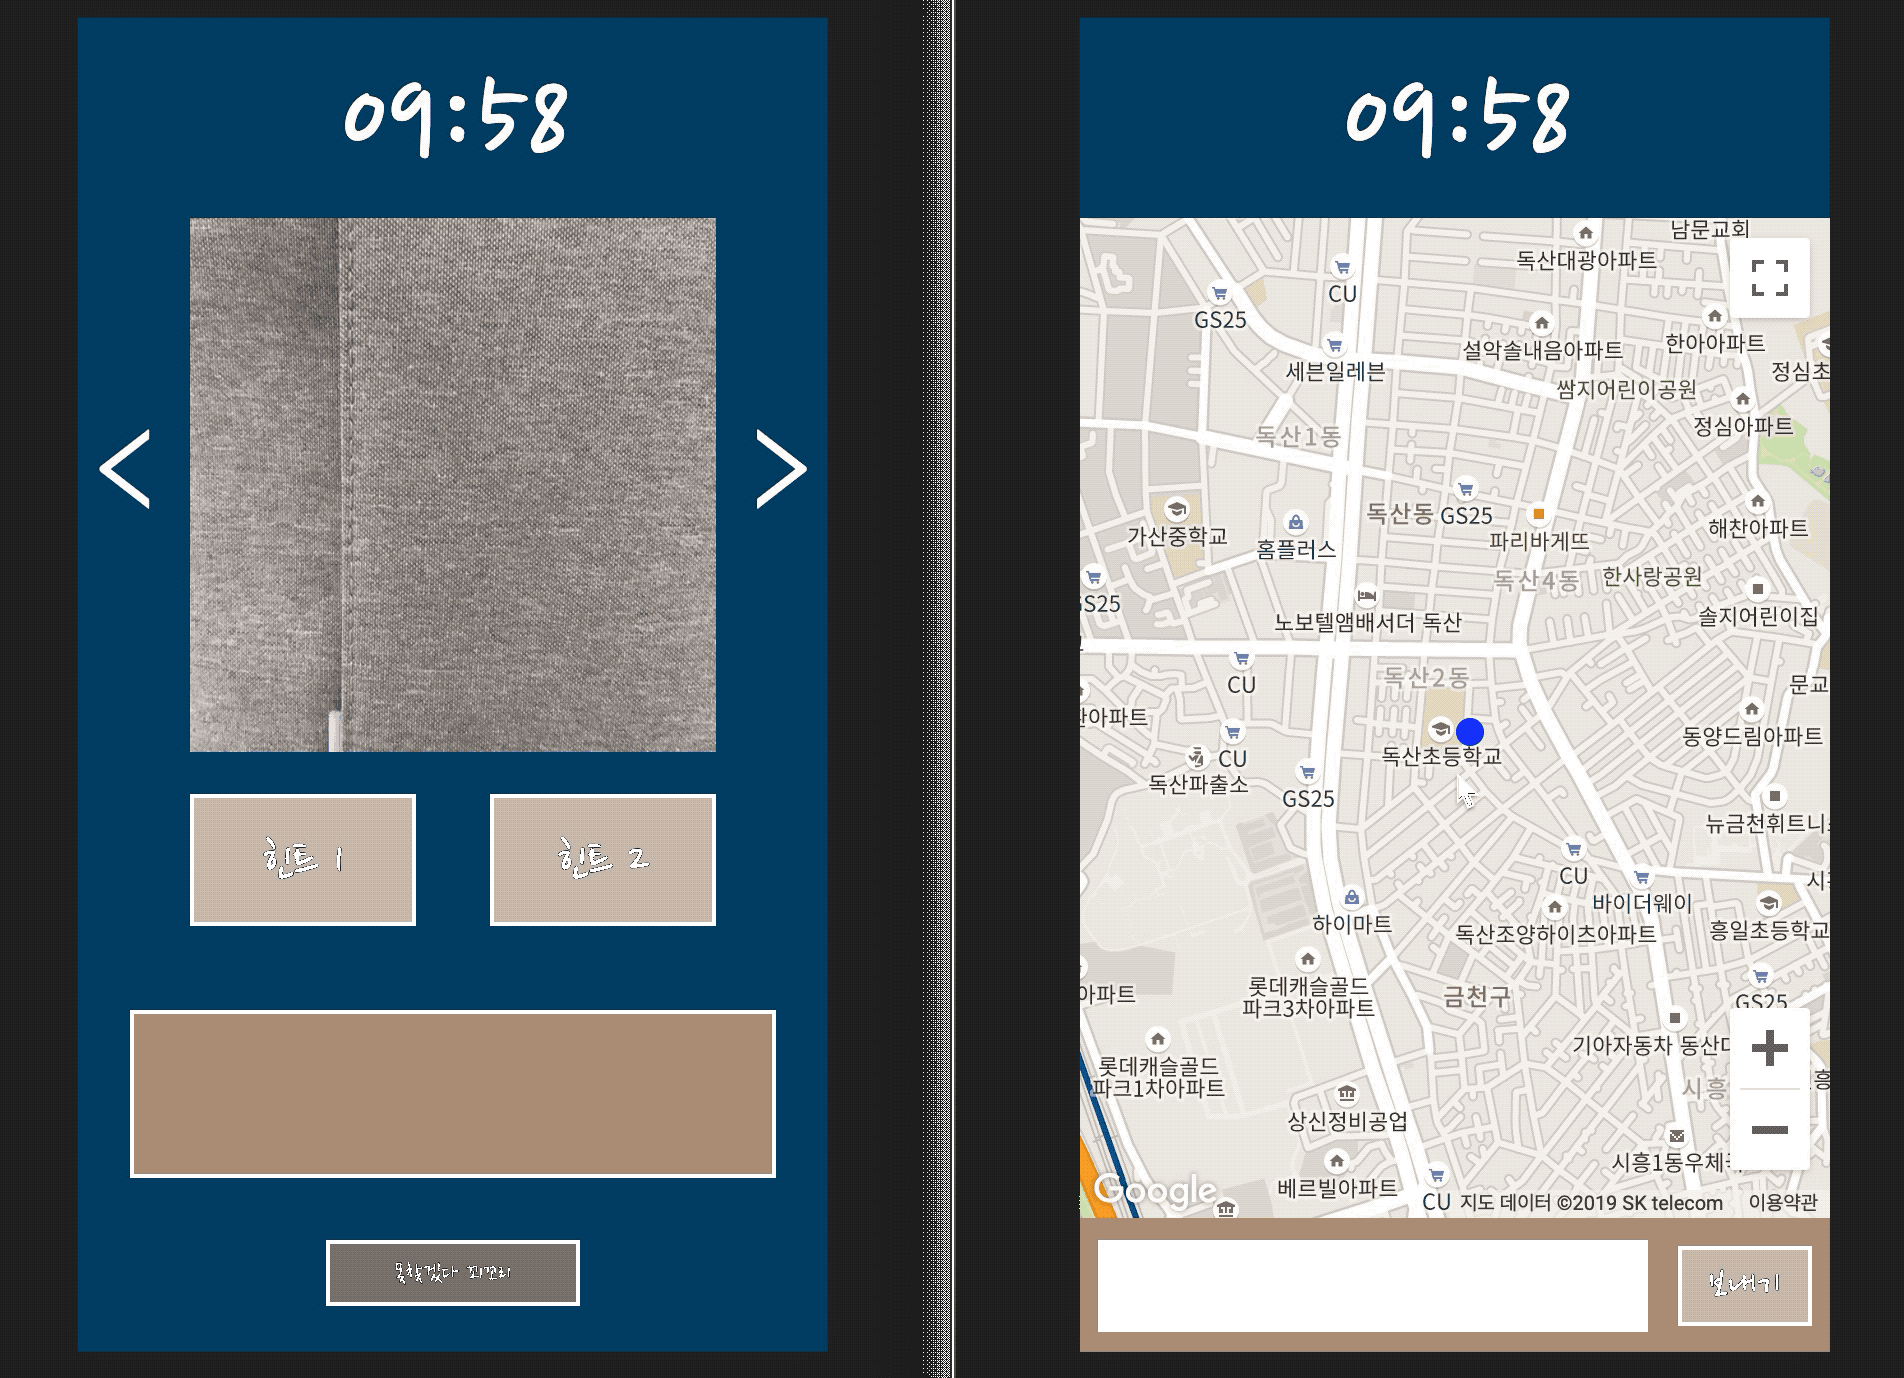 09:58
<
>
힌트 1
힌트 2
못찾겠다 꾀꼬리
09:58
남문교회
독산대광아파트
CU
GS25
설악솔내음아파트
한아아파트
세븐일레븐
정심초
쌈지어린이공원
정심아파트
독산1동
독산동
GS25
가산중학교
홈플러스
파리바게뜨
해찬아파트
독산4동
한사랑공원
GS25
노보텔앰배서더 독산
솔지어린이집
독산2동
CU
문교
아파트
독산초등학교
동양드림아파트
CU
독산파출소
GS25
뉴금천휘트니스
CU
바이더웨이
하이마트
독산조양하이츠아파트
흥일초등학교
롯데캐슬골드
파크3차아파트
아파트
금천구
GS25
기아자동차 동산
롯데캐슬골드
파크1차아파트
시흥
상신정비공업
시흥1동우체국
베르빌아파트
Google
CU
지도 데이터 ©2019 SK telecom
이용약관
보내기